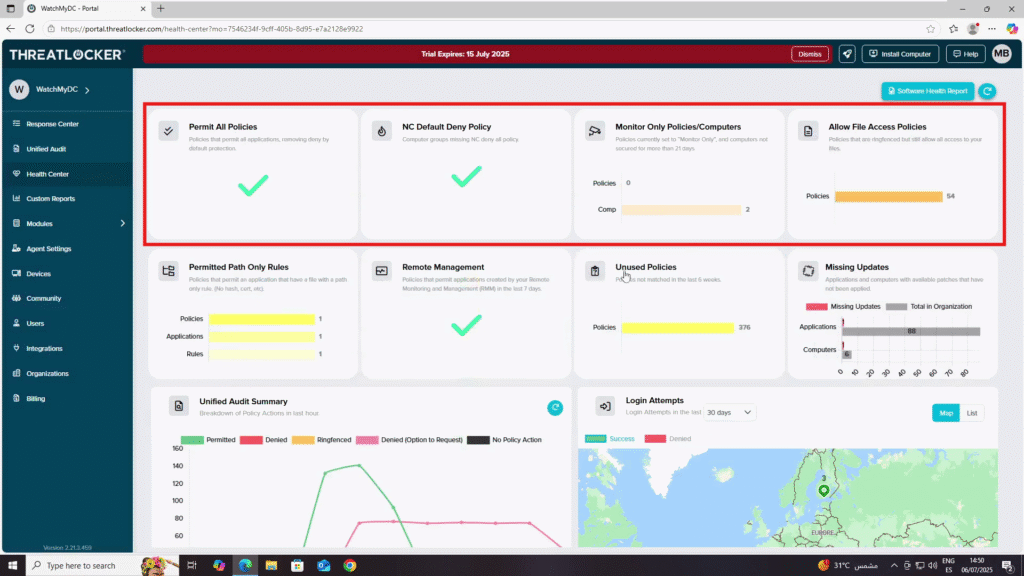 WatchMyDC - Portal
https://portal.threatlocker.com/health-center?mo=7546234f-9cff-405b-8d95-e7a2128e9922
THREATLOCKER
Trial Expires: 15 July 2025
Dismiss
Install Computer
Help
MB
W
WatchMyDC
Software Health Report
Response Center
Unified Audit
Health Center
Custom Reports
Modules
Agent Settings
Devices
Community
Users
Integrations
Organizations
Billing
Version 2.21.2.459
Permit All Policies
Policies that permit all applications, removing deny by
default protection.
NC Default Deny Policy
Computer groups missing NC deny all policy.
Monitor Only Policies/Computers
Policies currently set to "Monitor Only", and computers not
secured for more than 21 days
Policies 0
Comp 2
Allow File Access Policies
Policies that are ringfenced but still allow all access to your
files.
Policies 54
Permitted Path Only Rules
Policies that permit an application that have a file with a path
only rule. (No hash, cert, etc)
Policies 1
Applications 1
Rules 1
Remote Management
Policies that permit applications created by your Remote
Monitoring and Management (RMM) in the last 7 days.
Unused Policies
Policies not matched in the last 6 weeks.
Policies 376
Missing Updates
Applications and computers with available patches that have
not been applied.
Missing Updates Total in Organization
Applications 88
Computers 6
0 10 20 30 40 50 60 70 80
Unified Audit Summary
Breakdown of Policy Actions in last hour
Permitted Denied Ringfenced Denied (Option to Request) No Policy Action
160
140
120
100
80
60
Login Attempts
Login Attempts in the last 30 days
Map List
Success Denied
3
EUROPE
Type here to search
31°C مشمس
ENG
ES
14:50
06/07/2025
2